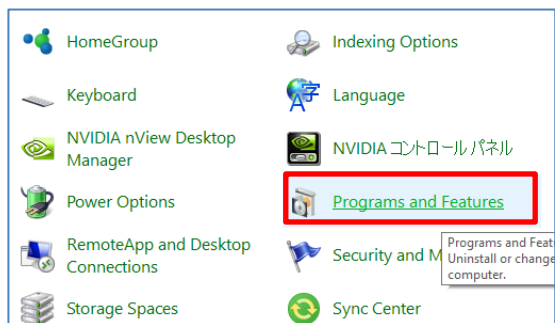 HomeGroup
Indexing Options
Keyboard
Language
NVIDIA nView Desktop
Manager
NVIDIA コントロール パネル
Power Options
Programs and Features
RemoteApp and Desktop
Connections
Security and M
Programs and Feat
Uninstall or change
computer.
Storage Spaces
Sync Center